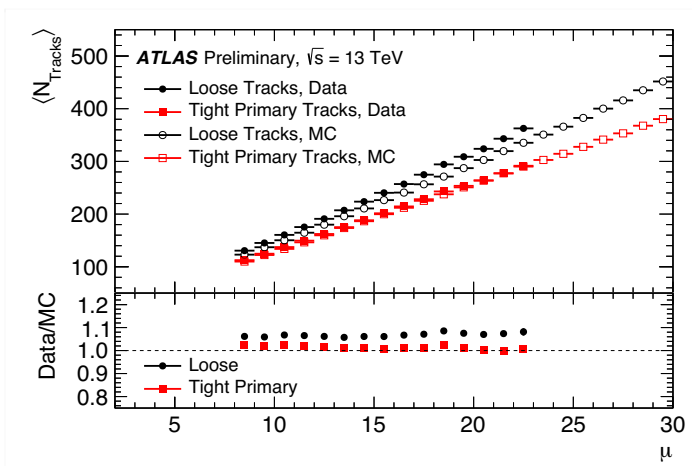 ⟨N_Tracks⟩
ATLAS Preliminary, √s = 13 TeV
Loose Tracks, Data
Tight Primary Tracks, Data
Loose Tracks, MC
Tight Primary Tracks, MC
500
400
300
200
100
Data/MC
1.2
1.1
1.0
0.9
0.8
Loose
Tight Primary
5 10 15 20 25 30
μ